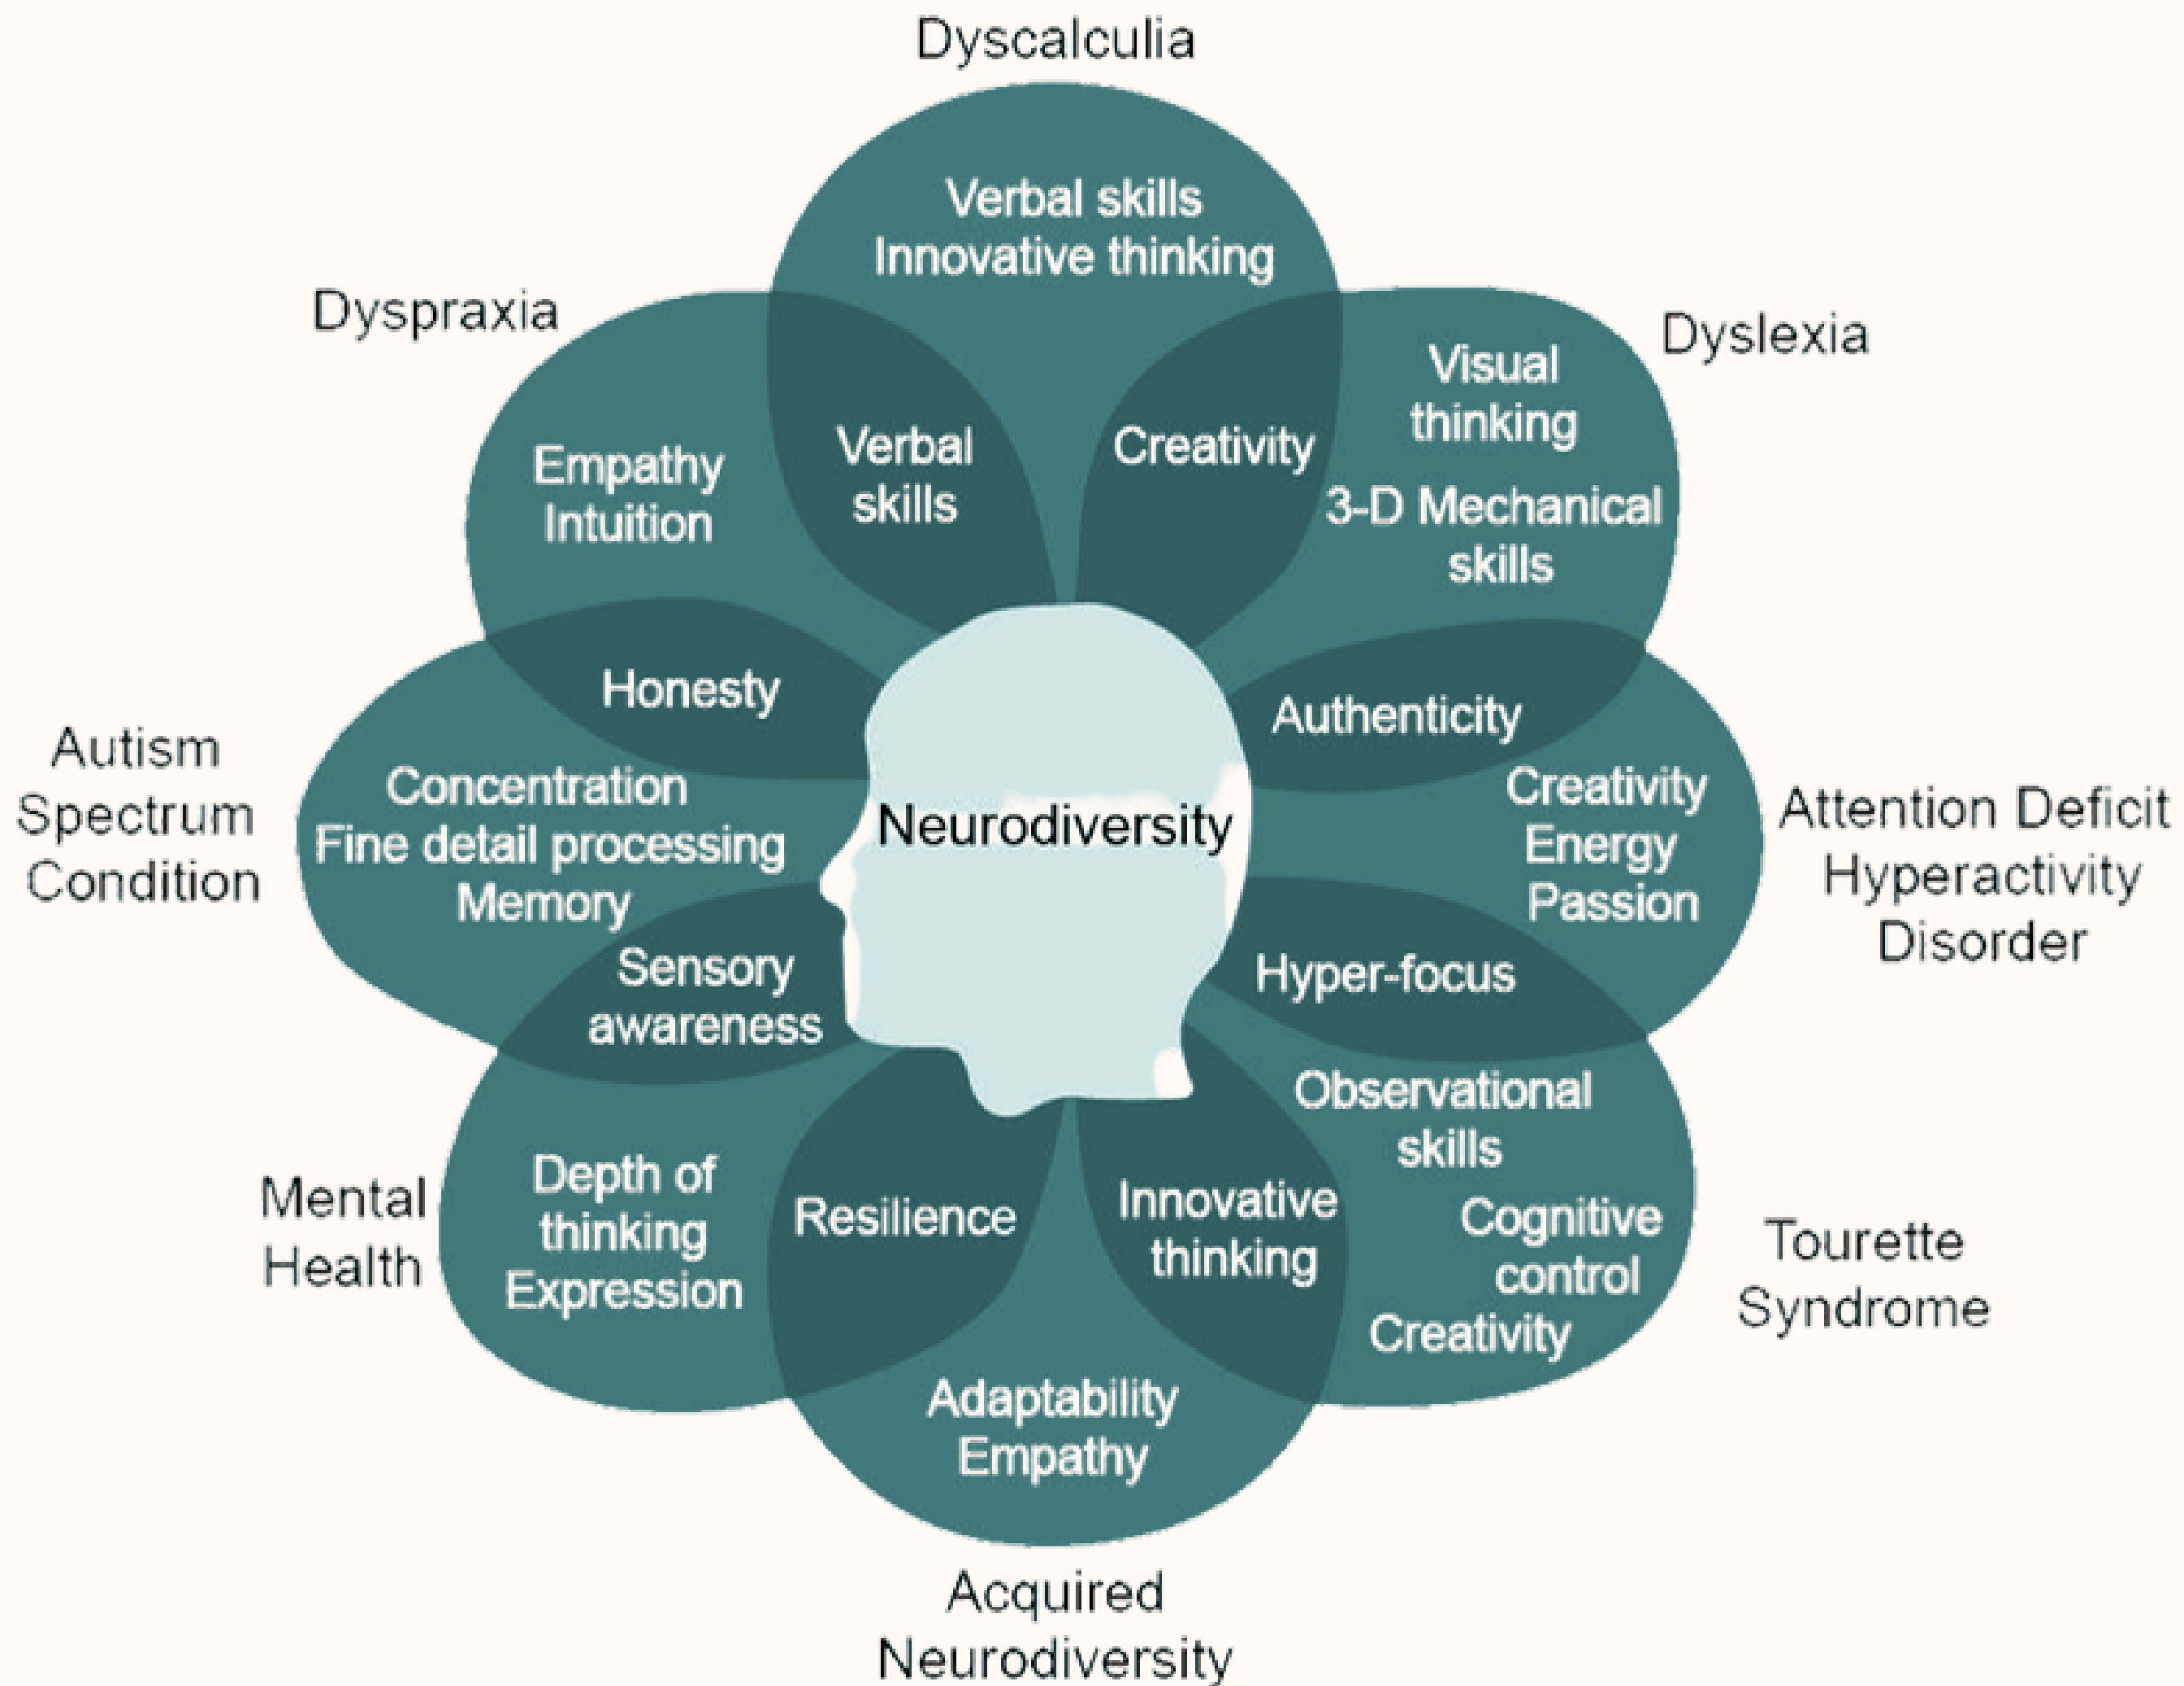 Dyscalculia
Verbal skills
Innovative thinking
Dyspraxia
Dyslexia
Visual
thinking
Empathy
Intuition
Verbal
skills
Creativity
3-D Mechanical
skills
Honesty
Authenticity
Autism
Spectrum
Condition
Concentration
Fine detail processing
Memory
Neurodiversity
Creativity
Energy
Passion
Attention Deficit
Hyperactivity
Disorder
Sensory
awareness
Hyper-focus
Mental
Health
Depth of
thinking
Expression
Resilience
Innovative
thinking
Observational
skills
Cognitive
control
Creativity
Tourette
Syndrome
Adaptability
Empathy
Acquired
Neurodiversity